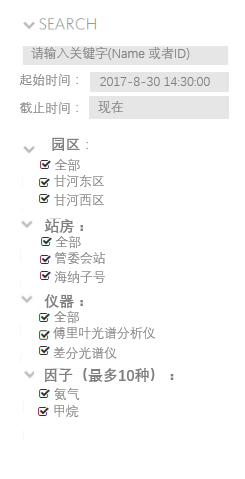 SEARCH
请输入关键字(Name 或者ID)
起始时间： 2017-8-30 14:30:00
截止时间： 现在
园区：
全部
甘河东区
甘河西区
站房：
全部
管委会站
海纳子号
仪器：
全部
傅里叶光谱分析仪
差分光谱仪
因子（最多10种）：
氨气
甲烷